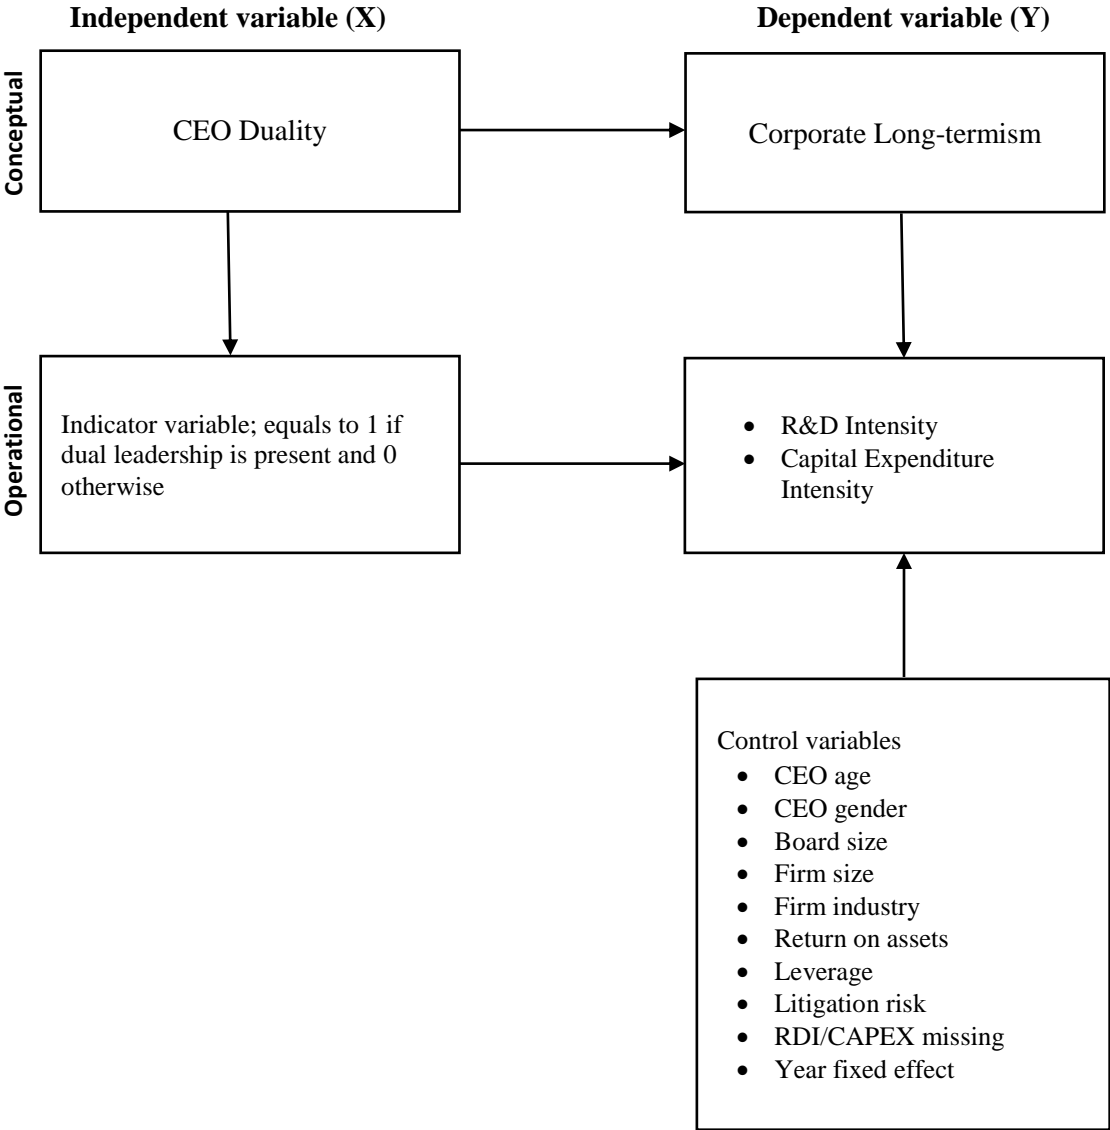 Independent variable (X)
Dependent variable (Y)
Conceptual
CEO Duality
Corporate Long-termism
Operational
Indicator variable; equals to 1 if
dual leadership is present and 0
otherwise
• R&D Intensity
• Capital Expenditure
Intensity
Control variables
• CEO age
• CEO gender
• Board size
• Firm size
• Firm industry
• Return on assets
• Leverage
• Litigation risk
• RDI/CAPEX missing
• Year fixed effect